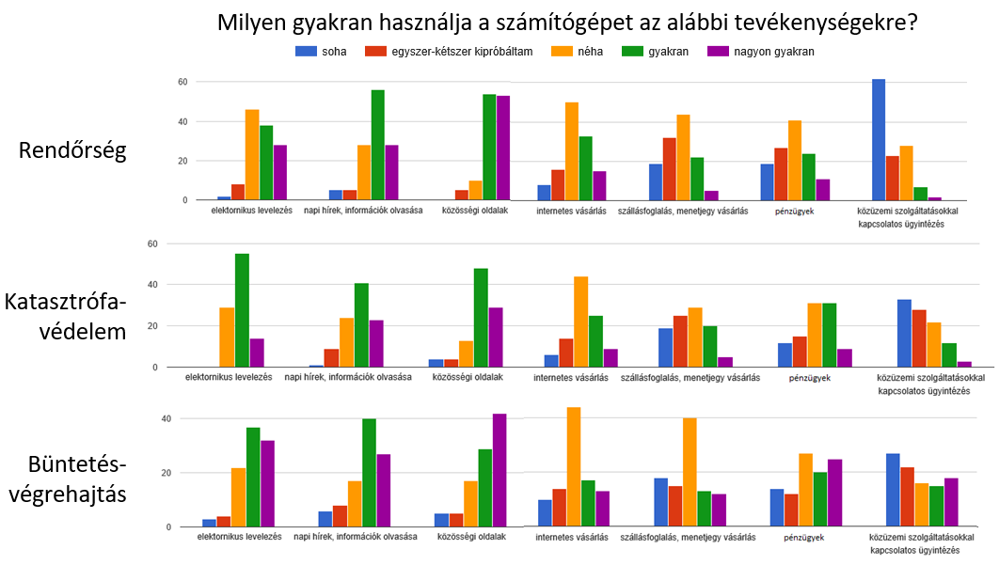 Milyen gyakran használja a számítógépet az alábbi tevékenységekre?
soha egyszer-kétszer kipróbáltam néha gyakran nagyon gyakran
Rendőrség
60
40
20
0
elektornikus levelezés napi hírek, információk olvasása közösségi oldalak internetes vásárlás szállásfoglalás, menetjegy vásárlás pénzügyek közüzemi szolgáltatásokkal
kapcsolatos ügyintézés
Katasztrófa-
védelem
60
40
20
0
elektornikus levelezés napi hírek, információk olvasása közösségi oldalak internetes vásárlás szállásfoglalás, menetjegy vásárlás pénzügyek közüzemi szolgáltatásokkal
kapcsolatos ügyintézés
Büntetés-
végrehajtás
40
20
0
elektornikus levelezés napi hírek, információk olvasása közösségi oldalak internetes vásárlás szállásfoglalás, menetjegy vásárlás pénzügyek közüzemi szolgáltatásokkal
kapcsolatos ügyintézés